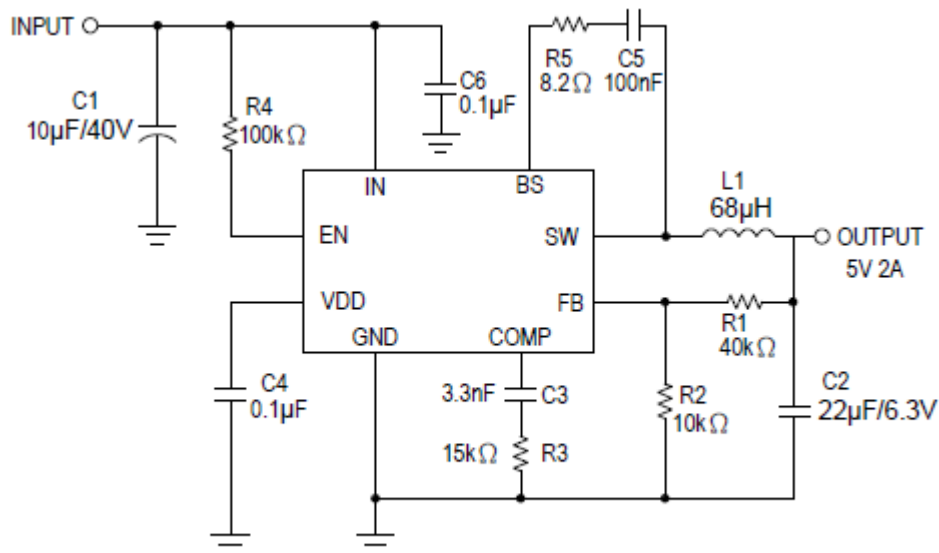 INPUT
C1
10µF/40V
R4
100kΩ
C6
0.1µF
R5
8.2Ω
C5
100nF
IN
BS
EN
SW
VDD
FB
GND
COMP
L1
68µH
OUTPUT
5V 2A
R1
40kΩ
C4
0.1µF
3.3nF
C3
15kΩ
R3
R2
10kΩ
C2
22µF/6.3V